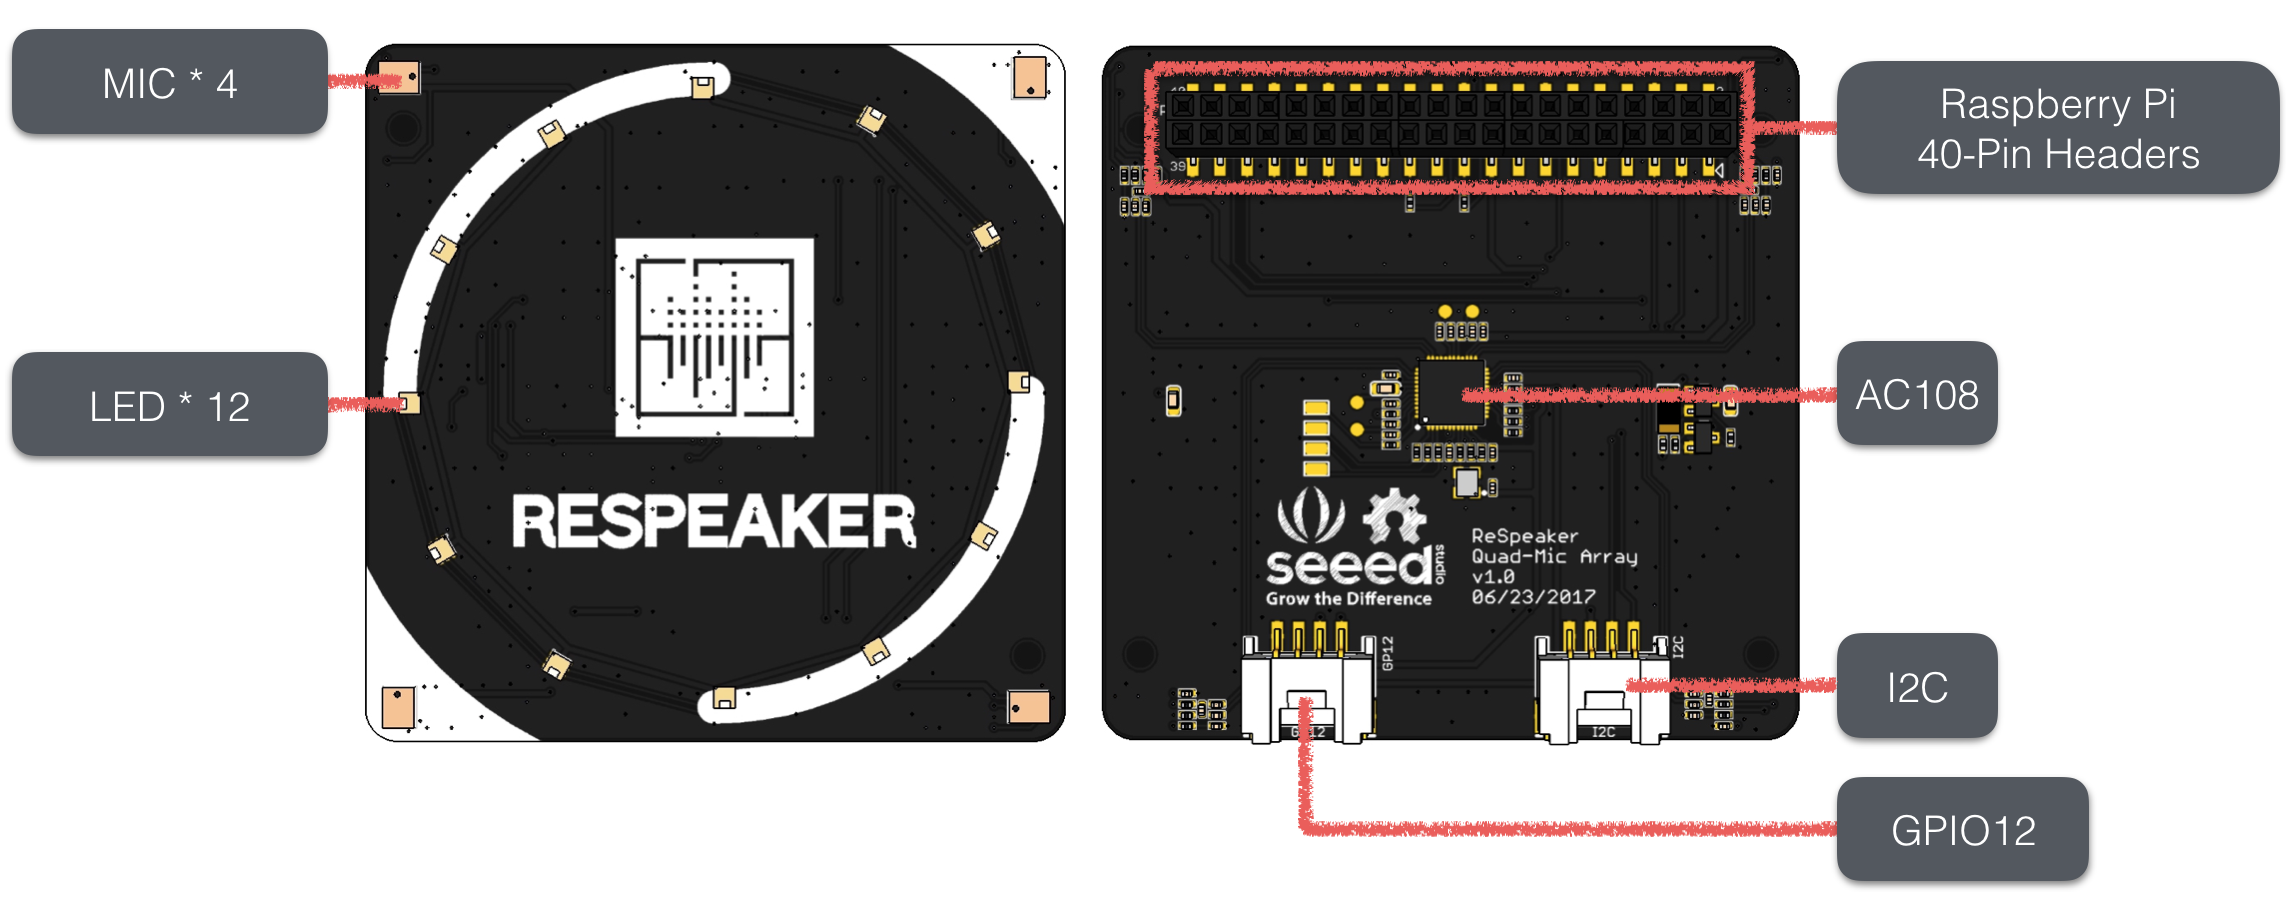 MIC * 4
LED * 12
RESPEAKER
39
Raspberry Pi
40-Pin Headers
AC108
seeed
studio
Grow the Difference
ReSpeaker
Quad-Mic Array
v1.0
06/23/2017
GP12
I2C
I2C
I2C
GPIO12